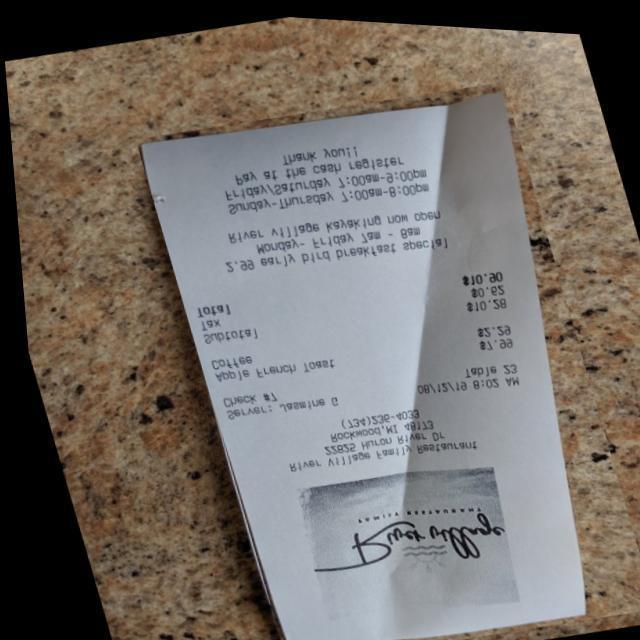 River Village
FAMILY RESTAURANT
River Village Family Restaurant
22825 Huron River Dr
Rockwood, MI 48173
Server: Jasmine G 08/12/19 8:02 AM
Check #7 Table 23
Apple French Toast $7.99
Coffee $2.29
Subtotal $10.28
Tax $0.62
Total $10.90
2.99 early bird breakfast special
Monday- Friday 7am - 8am
River Village Kayaking now open
Sunday-Thursday 7:00am-8:00pm
Friday/Saturday 7:00am-9:00pm
Pay at the cash register
Thank you!!